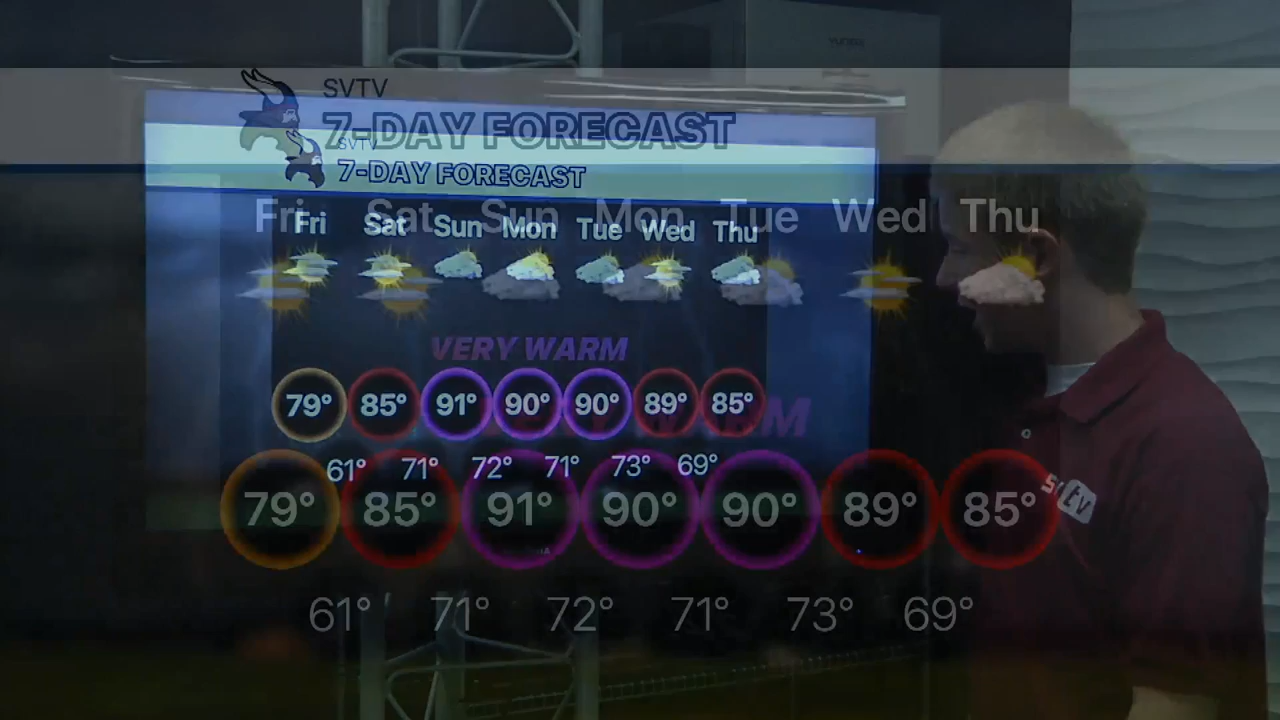 SVTV
7-DAY FORECAST
SVTV
7-DAY FORECAST
Fri Sat Sun Mon Tue Wed Thu
Fri Sat Sun Mon Tue Wed Thu
VERY WARM
79° 85° 91° 90° 90° 89° 85°
WARM
61° 71° 72° 71° 73° 69°
79° 85° 91° 90° 90° 89° 85°
svtv
61° 71° 72° 71° 73° 69°